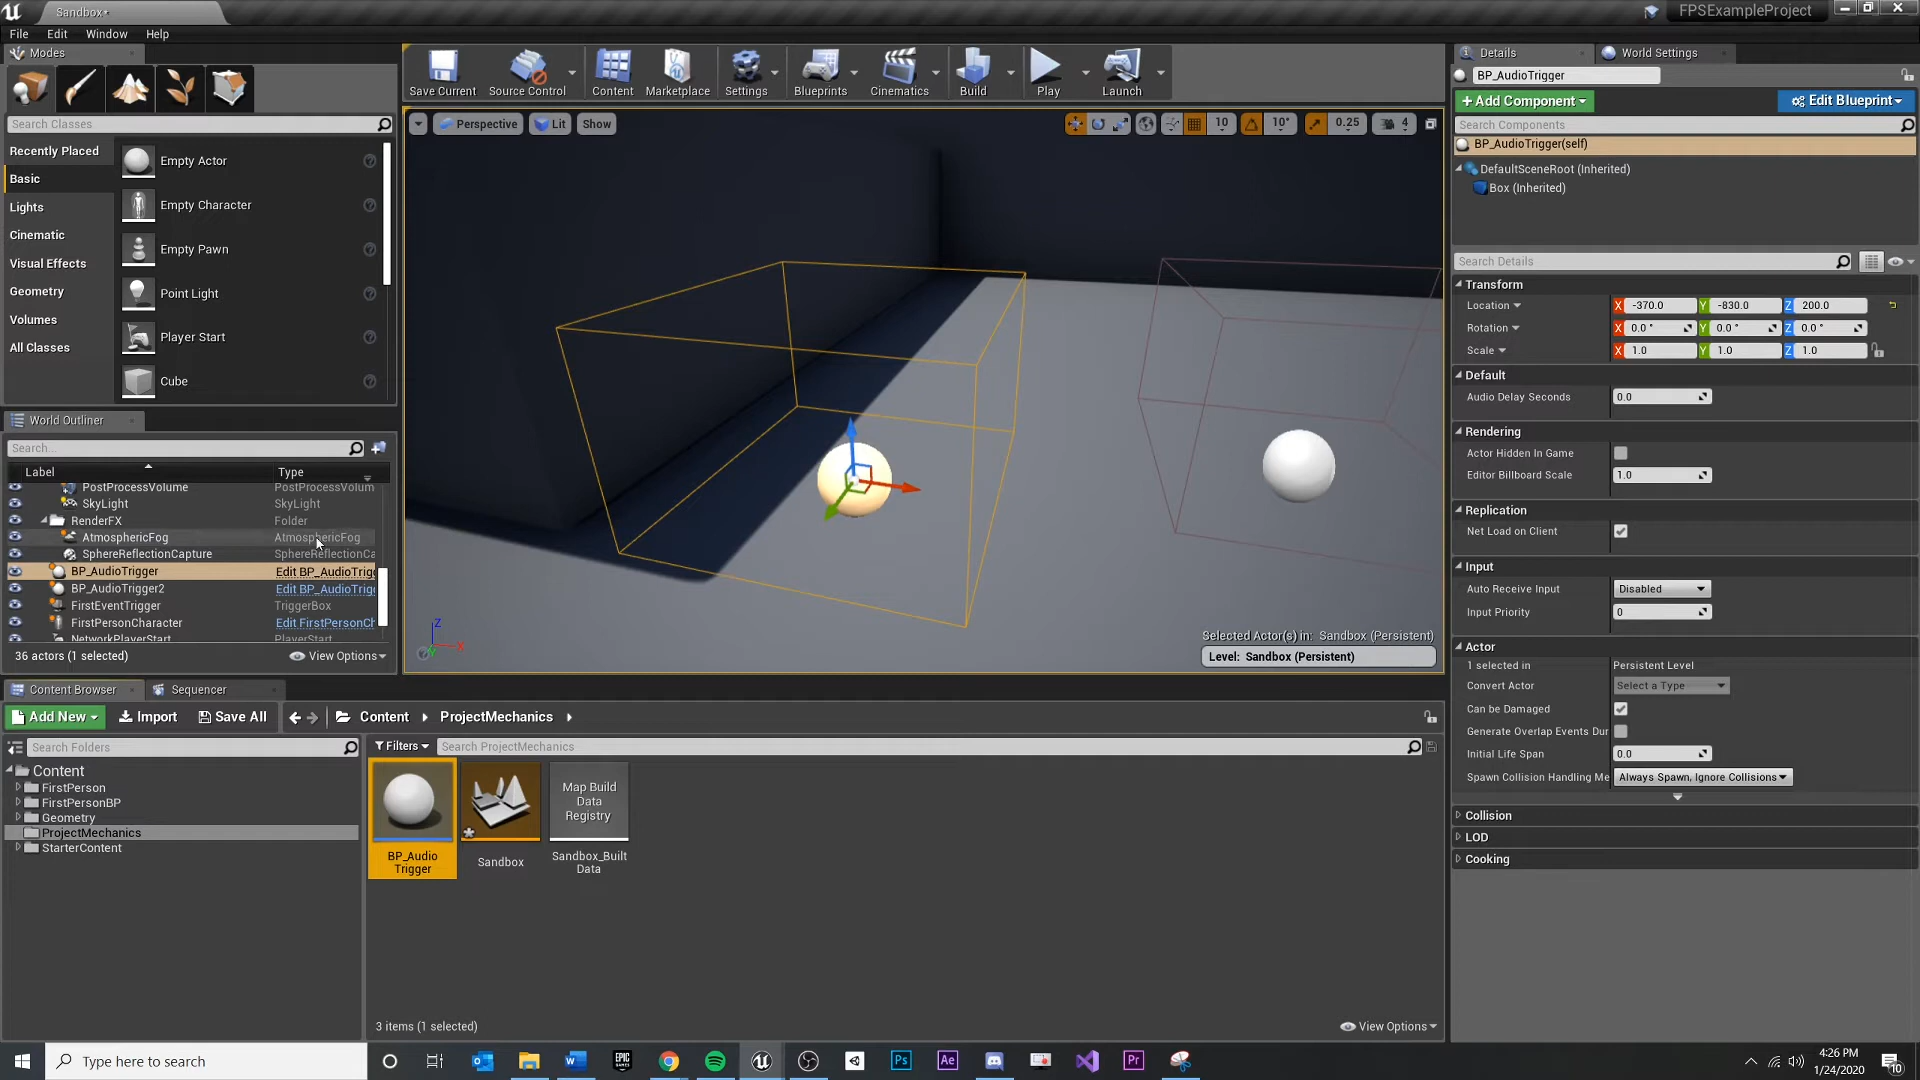 Sandbox•
FPSExampleProject
File Edit Window Help
Modes
Search Classes
Recently Placed
Basic
Lights
Cinematic
Visual Effects
Geometry
Volumes
All Classes
Empty Actor
Empty Character
Empty Pawn
Point Light
Player Start
Cube
Save Current
Source Control
Content
Marketplace
Settings
Blueprints
Cinematics
Build
Play
Launch
Perspective
Lit
Show
10
10°
0.25
4
Z
X
Y
Selected Actor(s) in: Sandbox (Persistent)
Level: Sandbox (Persistent)
World Outliner
Search...
Label Type
PostProcessVolume PostProcessVolum
SkyLight SkyLight
RenderFX Folder
AtmosphericFog AtmosphericFog
SphereReflectionCapture SphereReflectionCa
BP_AudioTrigger Edit BP_AudioTrigg
BP_AudioTrigger2 Edit BP_AudioTrigg
FirstEventTrigger TriggerBox
FirstPersonCharacter Edit FirstPersonCh
NetworkPlayerStart PlayerStart
36 actors (1 selected)
View Options
Details
World Settings
BP_AudioTrigger
+Add Component
Edit Blueprint
Search Components
BP_AudioTrigger(self)
DefaultSceneRoot (Inherited)
Box (Inherited)
Search Details
Transform
Location X -370.0 Y -830.0 Z 200.0
Rotation X 0.0 ° Y 0.0 ° Z 0.0 °
Scale X 1.0 Y 1.0 Z 1.0
Default
Audio Delay Seconds 0.0
Rendering
Actor Hidden In Game
Editor Billboard Scale 1.0
Replication
Net Load on Client
Input
Auto Receive Input Disabled
Input Priority 0
Actor
1 selected in Persistent Level
Convert Actor Select a Type
Can be Damaged
Generate Overlap Events Dur
Initial Life Span 0.0
Spawn Collision Handling Me Always Spawn, Ignore Collisions
Collision
LOD
Cooking
Content Browser
Sequencer
Add New
Import
Save All
Content
ProjectMechanics
Search Folders
Filters
Search ProjectMechanics
Content
FirstPerson
FirstPersonBP
Geometry
ProjectMechanics
StarterContent
BP_Audio
Trigger
Sandbox
Map Build
Data
Registry
Sandbox_Built
Data
3 items (1 selected)
View Options
Type here to search
EPIC
GAMES
Ps
Ae
Pr
4:26 PM
1/24/2020
10